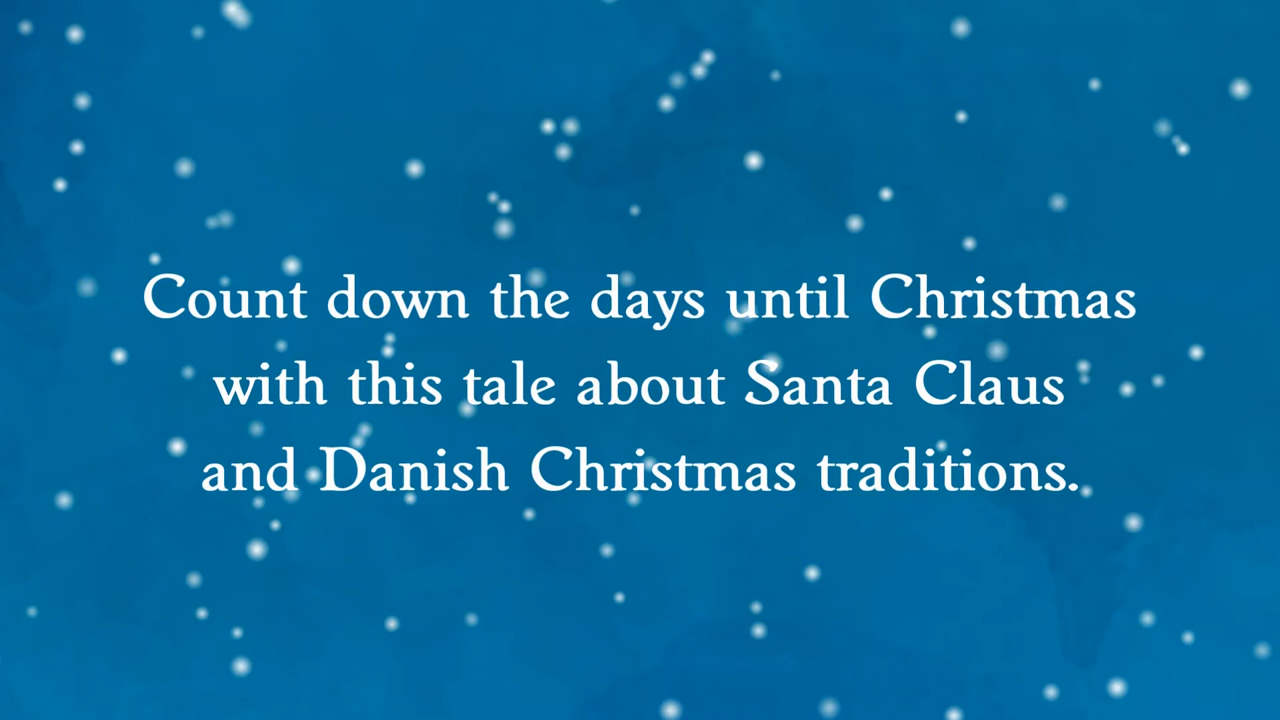 Count down the days until Christmas
with this tale about Santa Claus
and Danish Christmas traditions.